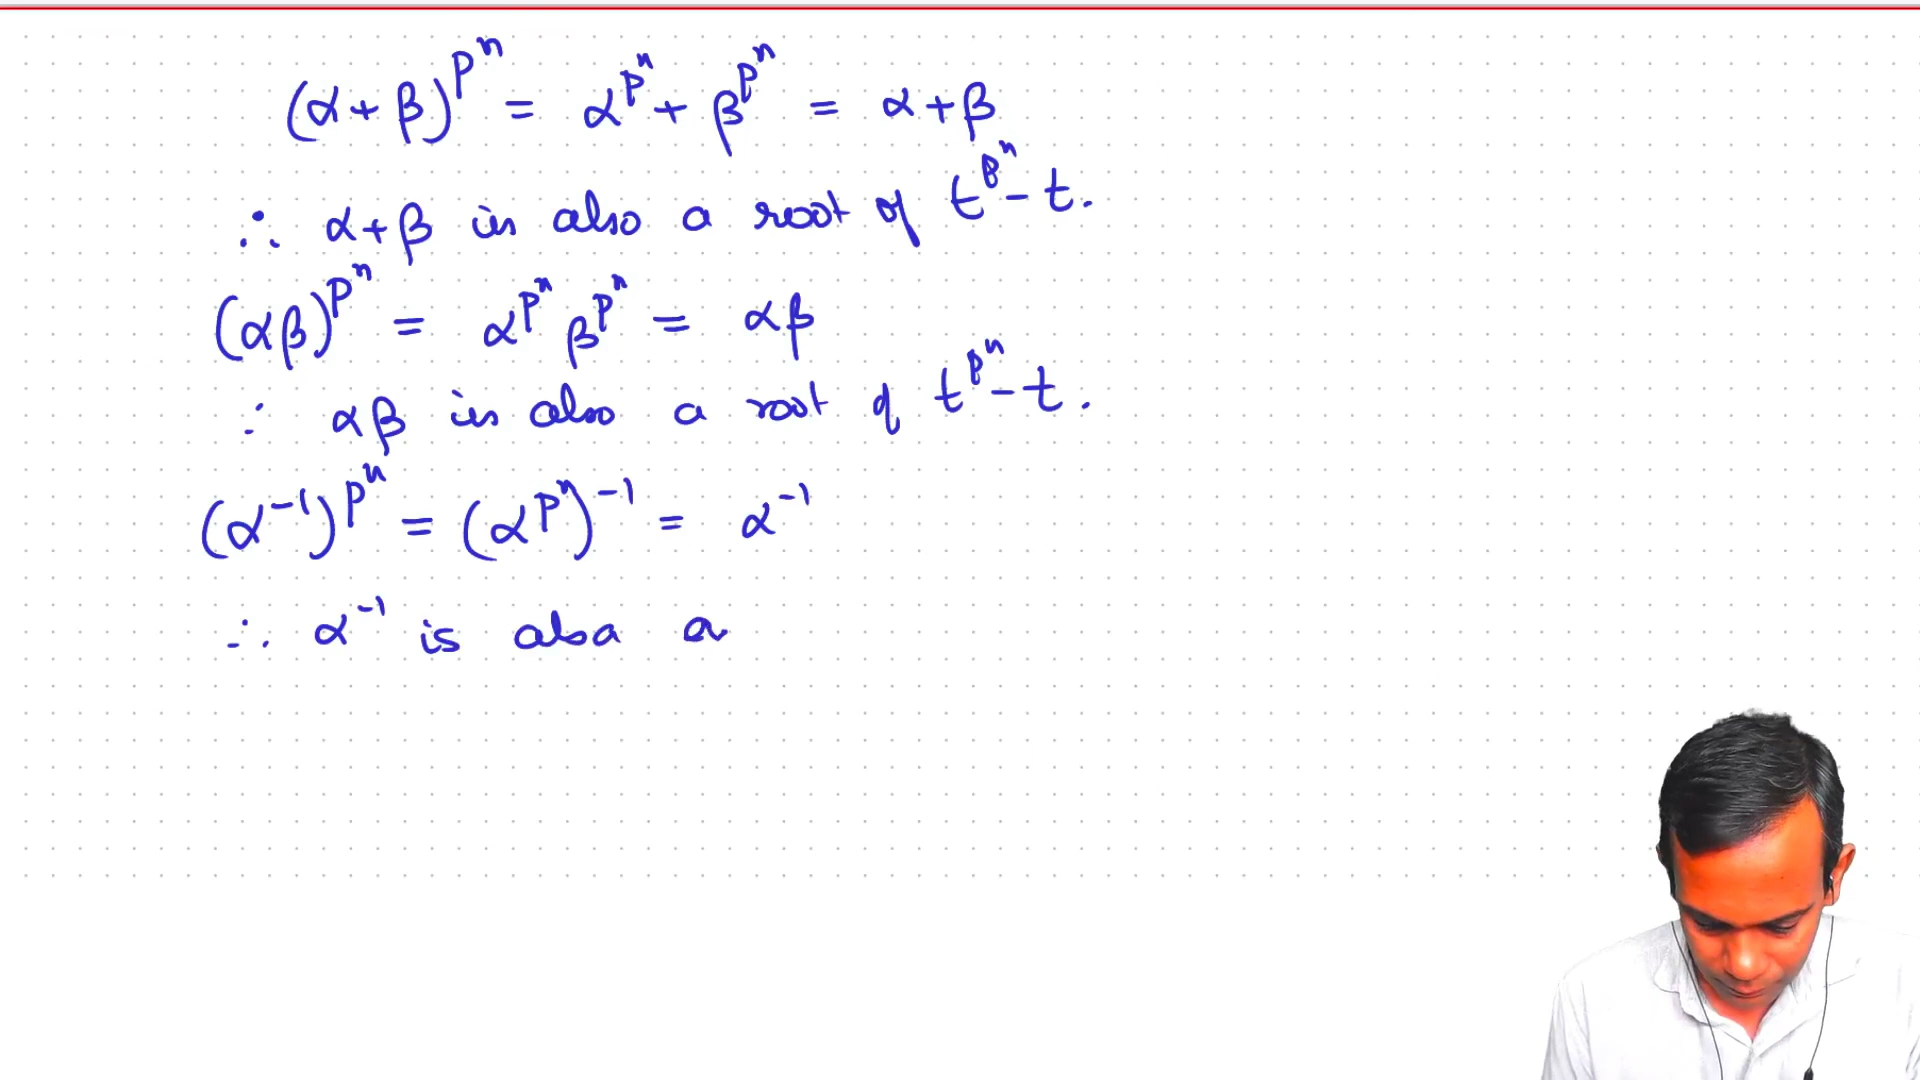 (α+β)^{p^n} = α^{p^n} + β^{p^n} = α+β
∴ α+β is also a root of t^{p^n} - t.
(αβ)^{p^n} = α^{p^n} β^{p^n} = αβ
∴ αβ is also a root of t^{p^n} - t.
(α^{-1})^{p^n} = (α^{p^n})^{-1} = α^{-1}
∴ α^{-1} is also a